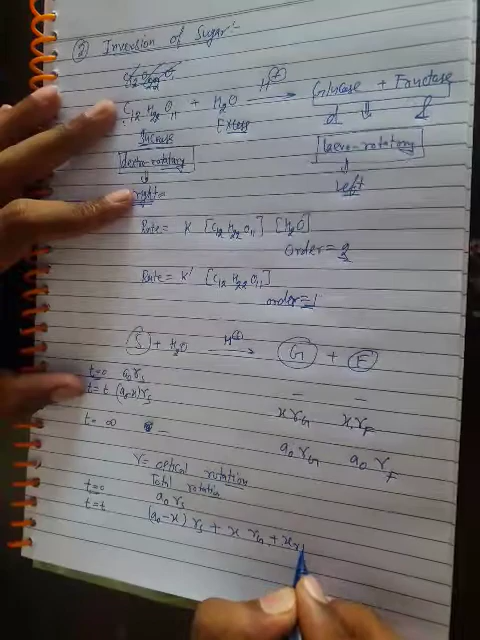 ② Inversion of Sugar:-
C12H22O11 + H2O H⊕ → Glucose + Fructose
Sucrose Excess d l
dextro-rotatory laevo-rotatory
right left
Rate = K [C12H22O11] [H2O]
order = 2
Rate = K' [C12H22O11]
order = 1
S + H2O H⊕ → G + F
t=0 a0 rs – –
t=t (a0-x) rs x rG x rF
t=∞ a0 rG a0 rF
r = optical rotation
Total rotation
t=0 a0 rs
t=t (a0-x) rs + x rG + x r